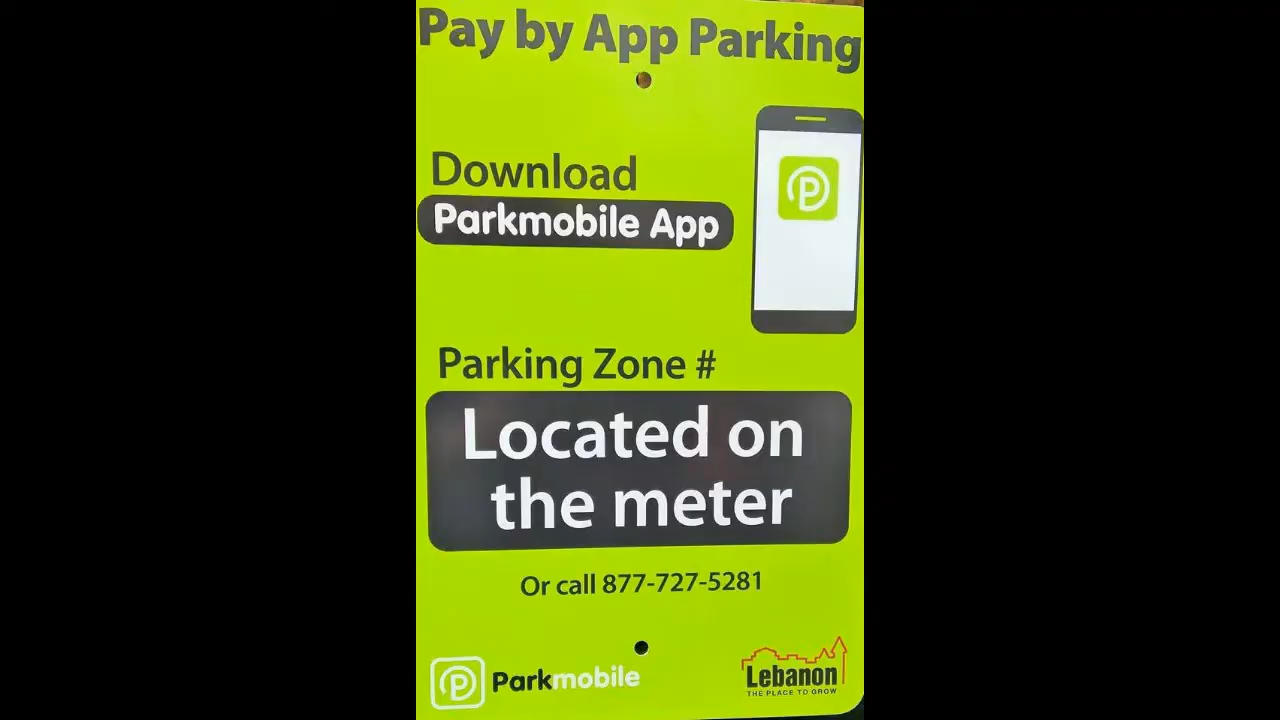 Pay by App Parking
Download
Parkmobile App
Parking Zone #
Located on
the meter
Or call 877-727-5281
Parkmobile
Lebanon
THE PLACE TO GROW